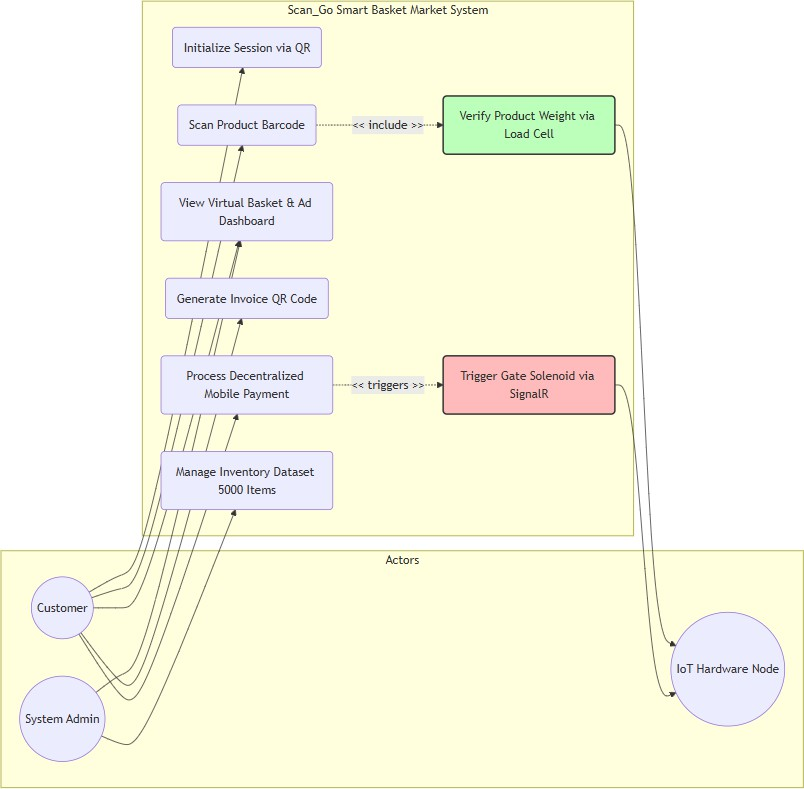 Scan_Go Smart Basket Market System
Initialize Session via QR
Scan Product Barcode
<< include >>
Verify Product Weight via
Load Cell
View Virtual Basket & Ad
Dashboard
Generate Invoice QR Code
Process Decentralized
Mobile Payment
<< triggers >>
Trigger Gate Solenoid via
SignalR
Manage Inventory Dataset
5000 Items
Actors
Customer
IoT Hardware Node
System Admin